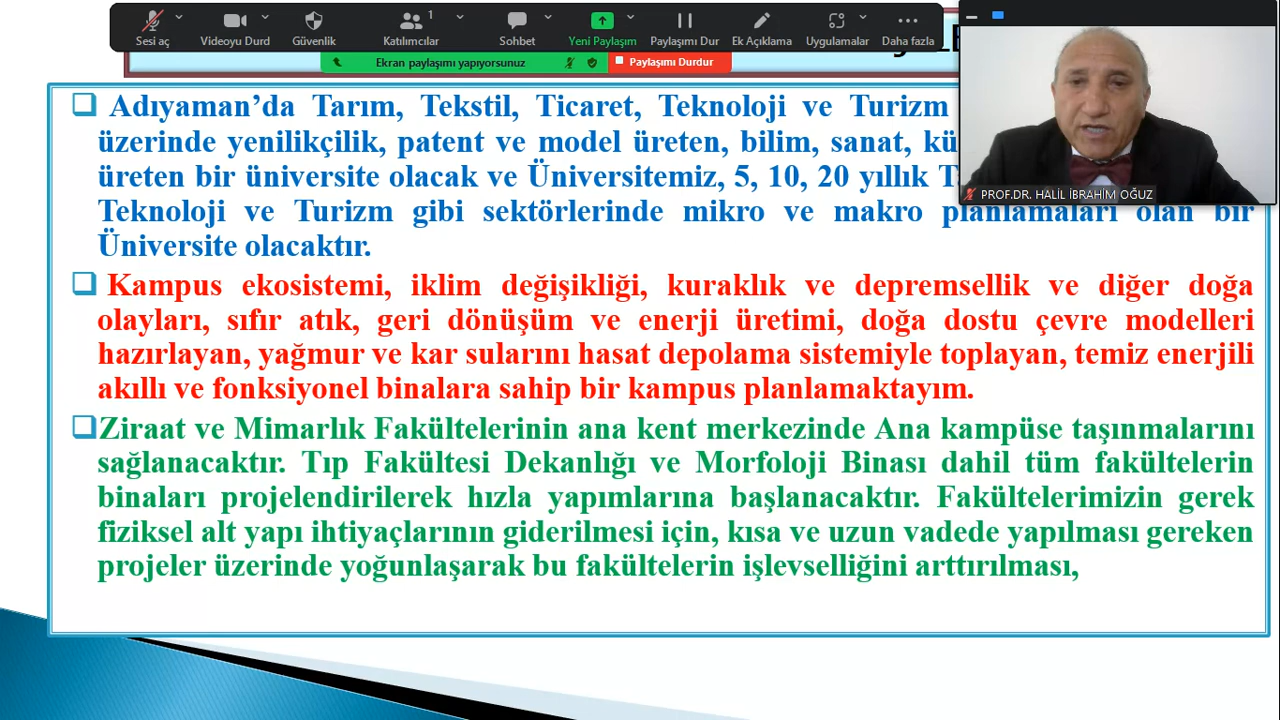 1
Sesi aç Videoyu Durd Güvenlik Katılımcılar Sohbet Yeni Paylaşım Paylaşımı Dur Ek Açıklama Uygulamalar Daha fazla
Ekran paylaşımı yapıyorsunuz Paylaşımı Durdur
Adıyaman’da Tarım, Tekstil, Ticaret, Teknoloji ve Turizm
üzerinde yenilikçilik, patent ve model üreten, bilim, sanat,
üreten bir üniversite olacak ve Üniversitemiz, 5, 10, 20 yıllık
PROF.DR. HALİL İBRAHİM OĞUZ
Teknoloji ve Turizm gibi sektörlerinde mikro ve makro planlamaları olan bir
Üniversite olacaktır.
Kampus ekosistemi, iklim değişikliği, kuraklık ve depremsellik ve diğer doğa
olayları, sıfır atık, geri dönüşüm ve enerji üretimi, doğa dostu çevre modelleri
hazırlayan, yağmur ve kar sularını hasat depolama sistemiyle toplayan, temiz enerjili
akıllı ve fonksiyonel binalara sahip bir kampus planlamaktayım.
Ziraat ve Mimarlık Fakültelerinin ana kent merkezinde Ana kampüse taşınmalarını
sağlanacaktır. Tıp Fakültesi Dekanlığı ve Morfoloji Binası dahil tüm fakültelerin
binaları projelendirilerek hızla yapımlarına başlanacaktır. Fakültelerimizin gerek
fiziksel alt yapı ihtiyaçlarının giderilmesi için, kısa ve uzun vadede yapılması gereken
projeler üzerinde yoğunlaşarak bu fakültelerin işlevselliğini arttırılması,